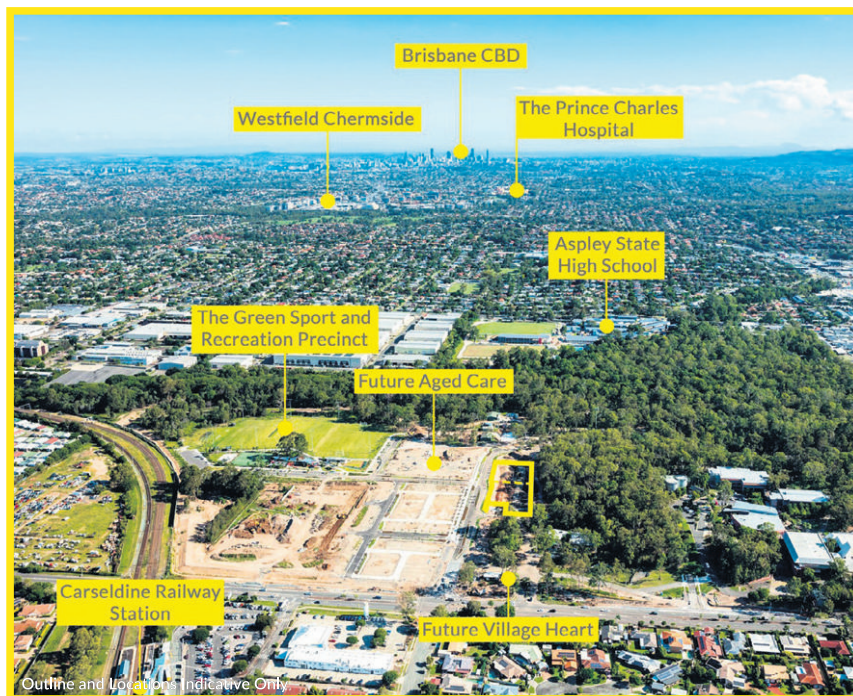 Brisbane CBD
Westfield Chermside
The Prince Charles
Hospital
Aspley State
High School
The Green Sport and
Recreation Precinct
Future Aged Care
Carseldine Railway
Station
Future Village Heart
Outline and Locations Indicative Only